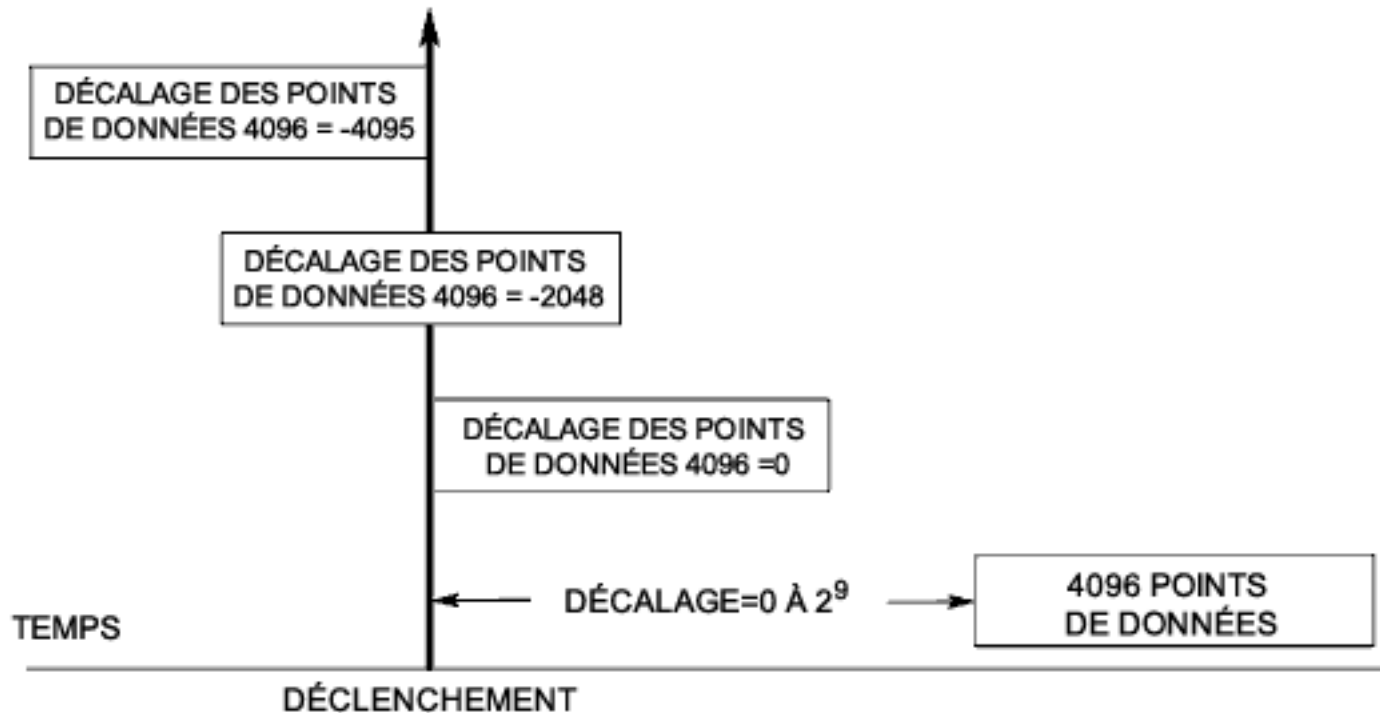 DÉCALAGE DES POINTS
DE DONNÉES 4096 = -4095
DÉCALAGE DES POINTS
DE DONNÉES 4096 = -2048
DÉCALAGE DES POINTS
DE DONNÉES 4096 =0
DÉCALAGE=0 À 2⁹
4096 POINTS
DE DONNÉES
TEMPS
DÉCLENCHEMENT